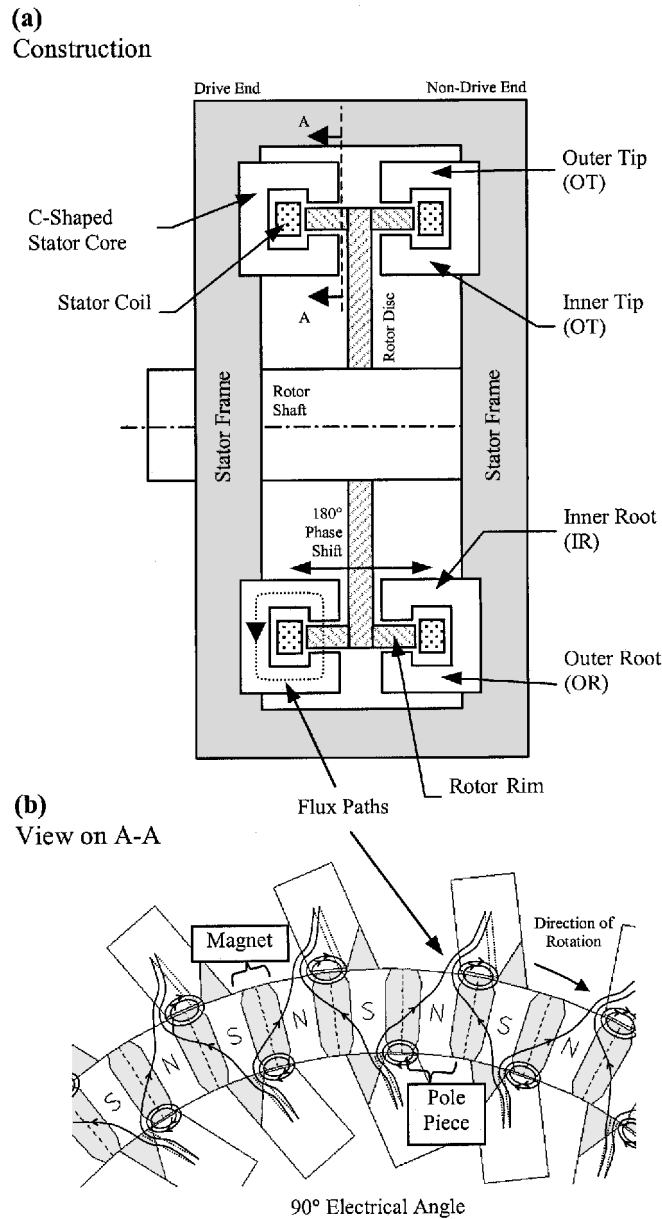 (a)
Construction
Drive End
Non-Drive End
A
Outer Tip
(OT)
C-Shaped
Stator Core
Stator Coil
A
Rotor Disc
Inner Tip
(OT)
Stator Frame
Rotor
Shaft
Stator Frame
180°
Phase
Shift
Inner Root
(IR)
Outer Root
(OR)
Rotor Rim
(b)
View on A-A
Flux Paths
Magnet
Direction of
Rotation
S
N
S
N
S
N
S
N
Pole
Piece
90° Electrical Angle